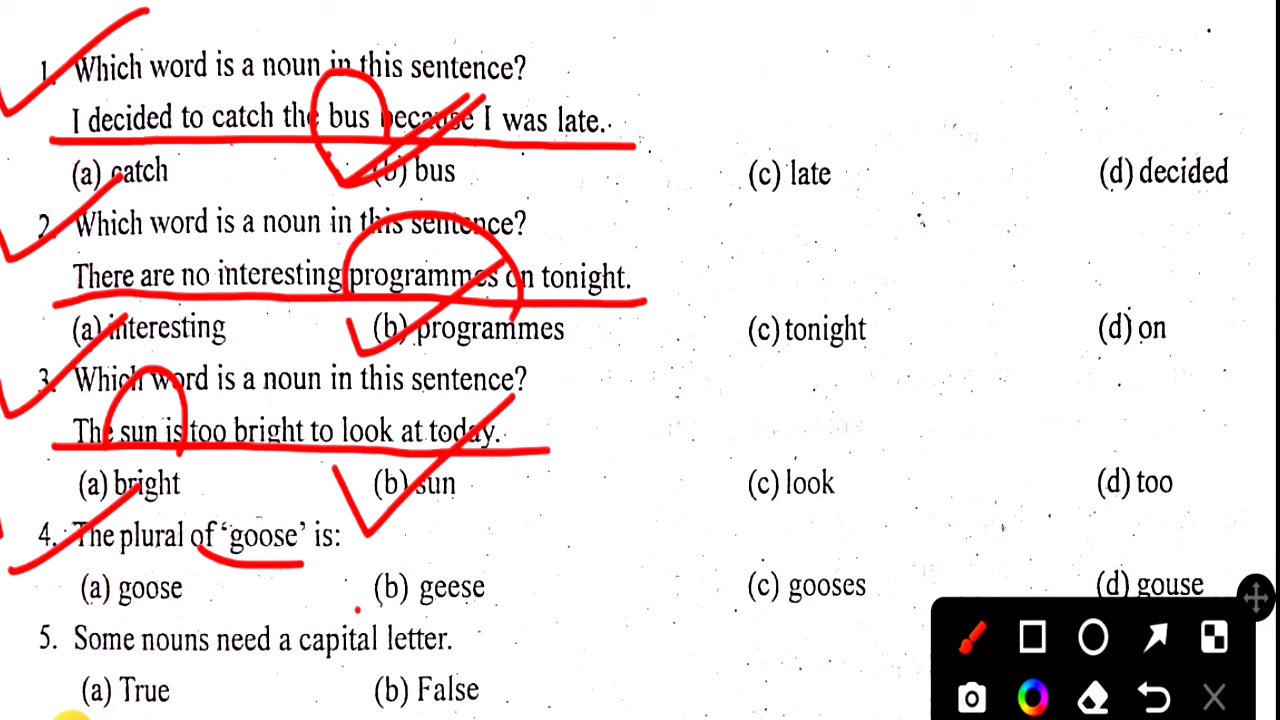 1. Which word is a noun in this sentence?
I decided to catch the bus because I was late.
(a) catch (b) bus (c) late (d) decided
2. Which word is a noun in this sentence?
There are no interesting programmes on tonight.
(a) interesting (b) programmes (c) tonight (d) on
3. Which word is a noun in this sentence?
The sun is too bright to look at today.
(a) bright (b) sun (c) look (d) too
4. The plural of ‘goose’ is:
(a) goose (b) geese (c) gooses (d) gouse
5. Some nouns need a capital letter.
(a) True (b) False